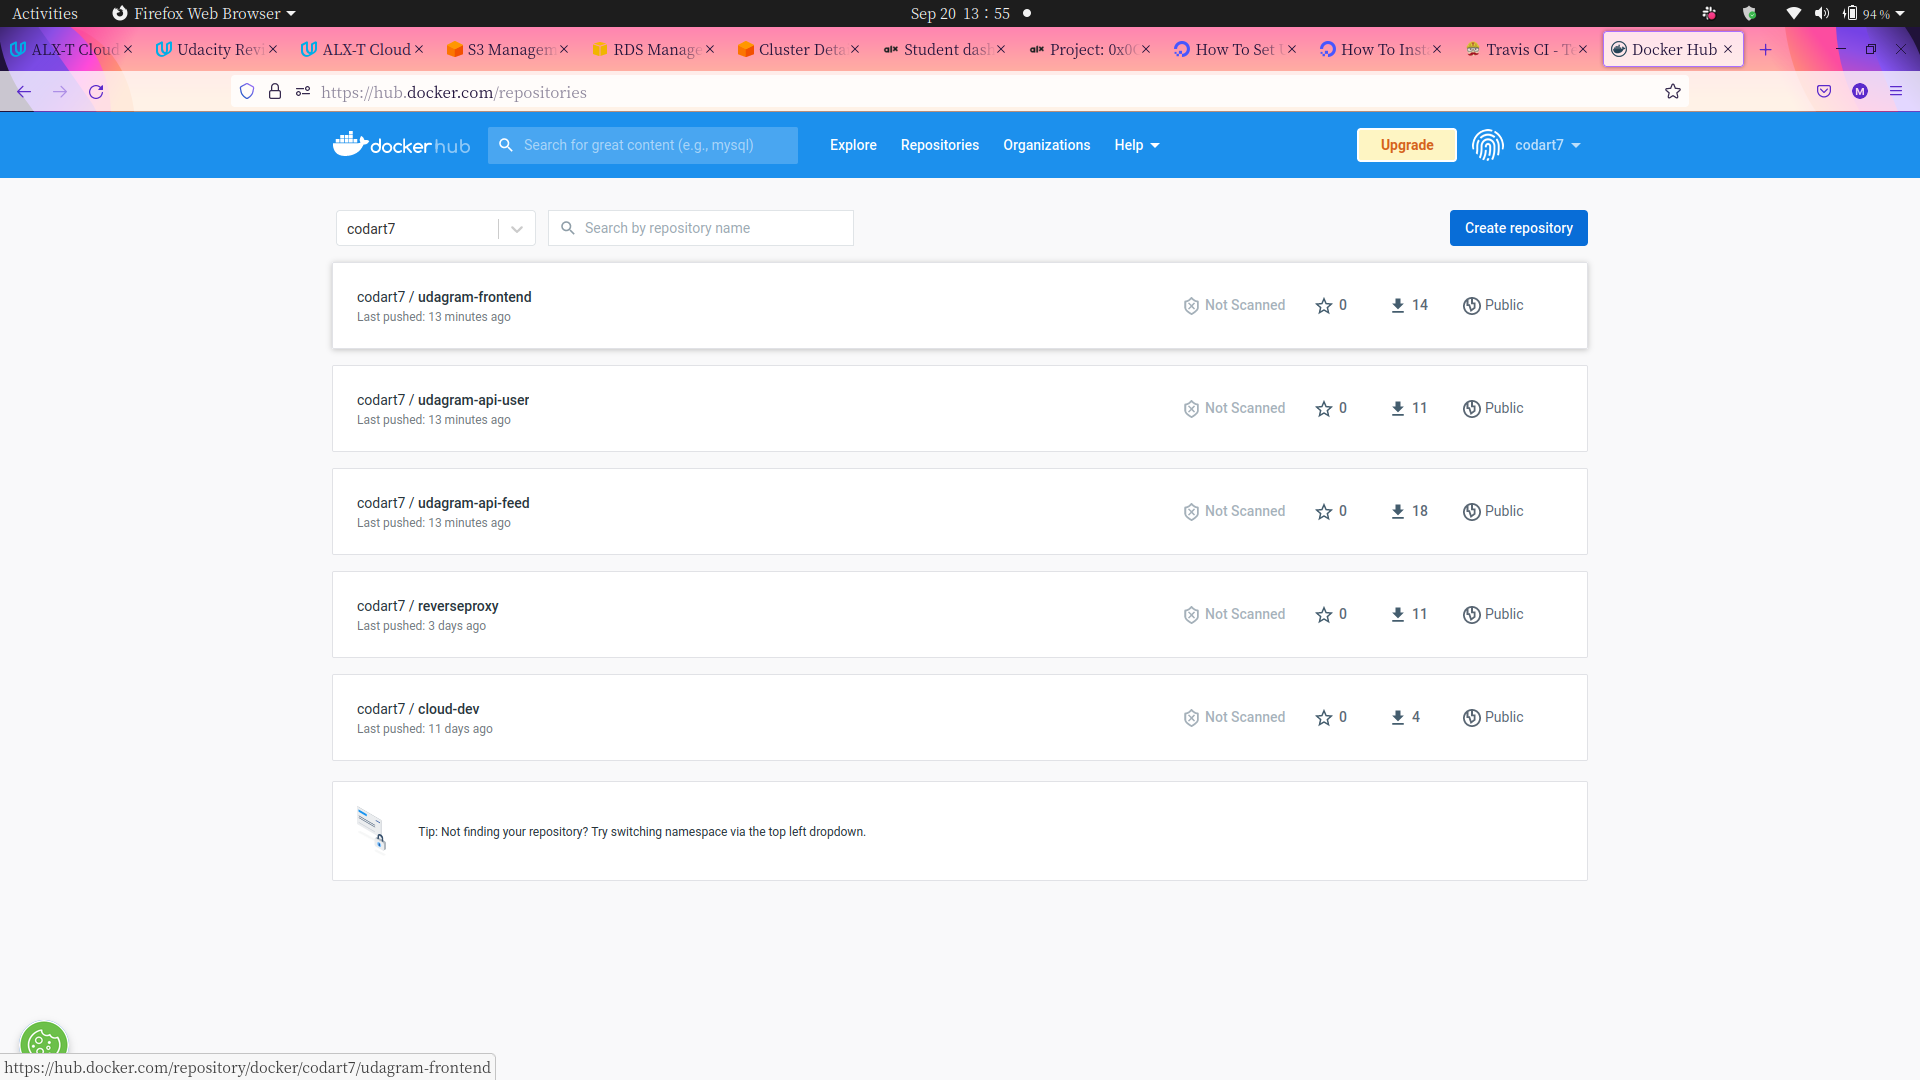 Activities Firefox Web Browser Sep 20 13 : 55 94 %
ALX-T Cloud Udacity Revi ALX-T Cloud S3 Managem RDS Manage Cluster Deta Student dash Project: 0x0 How To Set How To Inst Travis CI - Te Docker Hub
https://hub.docker.com/repositories M
docker hub Search for great content (e.g., mysql) Explore Repositories Organizations Help Upgrade codart7
codart7 Search by repository name Create repository
codart7 / udagram-frontend
Last pushed: 13 minutes ago
Not Scanned 0 14 Public
codart7 / udagram-api-user
Last pushed: 13 minutes ago
Not Scanned 0 11 Public
codart7 / udagram-api-feed
Last pushed: 13 minutes ago
Not Scanned 0 18 Public
codart7 / reverseproxy
Last pushed: 3 days ago
Not Scanned 0 11 Public
codart7 / cloud-dev
Last pushed: 11 days ago
Not Scanned 0 4 Public
Tip: Not finding your repository? Try switching namespace via the top left dropdown.
https://hub.docker.com/repository/docker/codart7/udagram-frontend